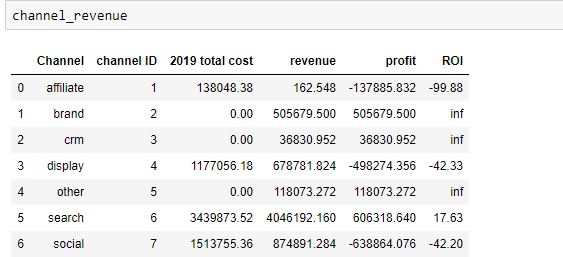 channel_revenue
Channel channel ID 2019 total cost revenue profit ROI
0 affiliate 1 138048.38 162.548 -137885.832 -99.88
1 brand 2 0.00 505679.500 505679.500 inf
2 crm 3 0.00 36830.952 36830.952 inf
3 display 4 1177056.18 678781.824 -498274.356 -42.33
4 other 5 0.00 118073.272 118073.272 inf
5 search 6 3439873.52 4046192.160 606318.640 17.63
6 social 7 1513755.36 874891.284 -638864.076 -42.20